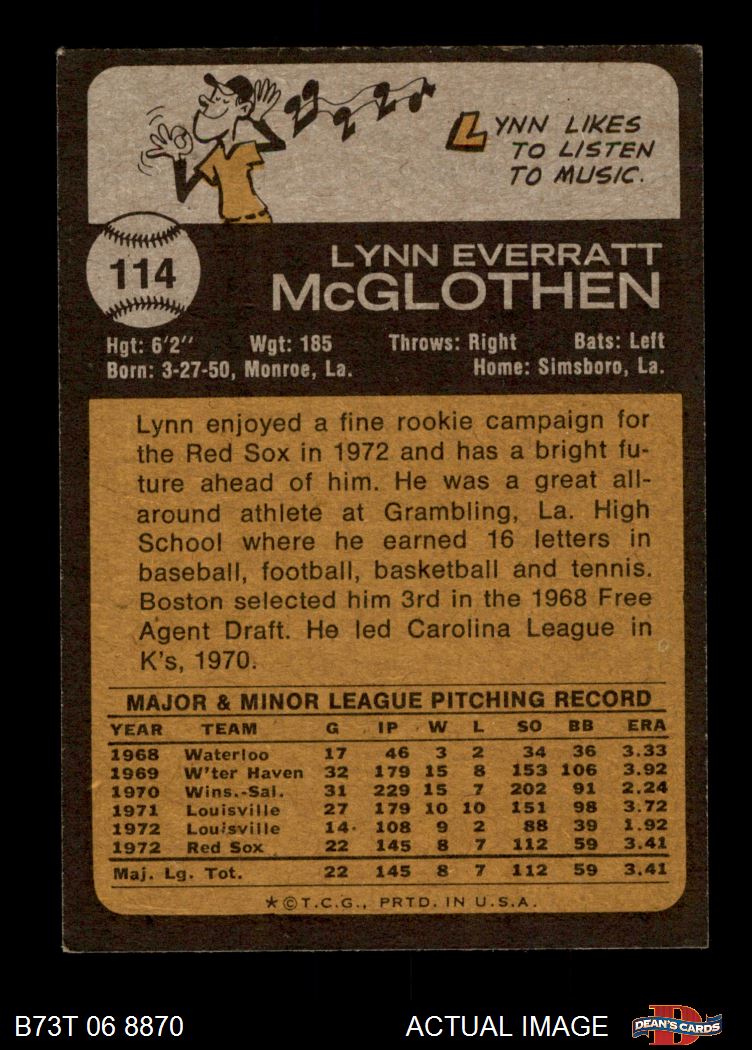 LYNN LIKES
TO LISTEN
TO MUSIC.
114
LYNN EVERRATT
McGLOTHEN
Hgt: 6'2" Wgt: 185 Throws: Right Bats: Left
Born: 3-27-50, Monroe, La. Home: Simsboro, La.
Lynn enjoyed a fine rookie campaign for
the Red Sox in 1972 and has a bright fu-
ture ahead of him. He was a great all-
around athlete at Grambling, La. High
School where he earned 16 letters in
baseball, football, basketball and tennis.
Boston selected him 3rd in the 1968 Free
Agent Draft. He led Carolina League in
K's, 1970.
MAJOR & MINOR LEAGUE PITCHING RECORD
YEAR TEAM G IP W L SO BB ERA
1968 Waterloo 17 46 3 2 34 36 3.33
1969 W'ter Haven 32 179 15 8 153 106 3.92
1970 Wins.-Sal. 31 229 15 7 202 91 2.24
1971 Louisville 27 179 10 10 151 98 3.72
1972 Louisville 14 108 9 2 88 39 1.92
1972 Red Sox 22 145 8 7 112 59 3.41
Maj. Lg. Tot. 22 145 8 7 112 59 3.41
★©T.C.G., PRTD. IN U.S.A.
B73T 06 8870 ACTUAL IMAGE
D
DEAN'S CARDS